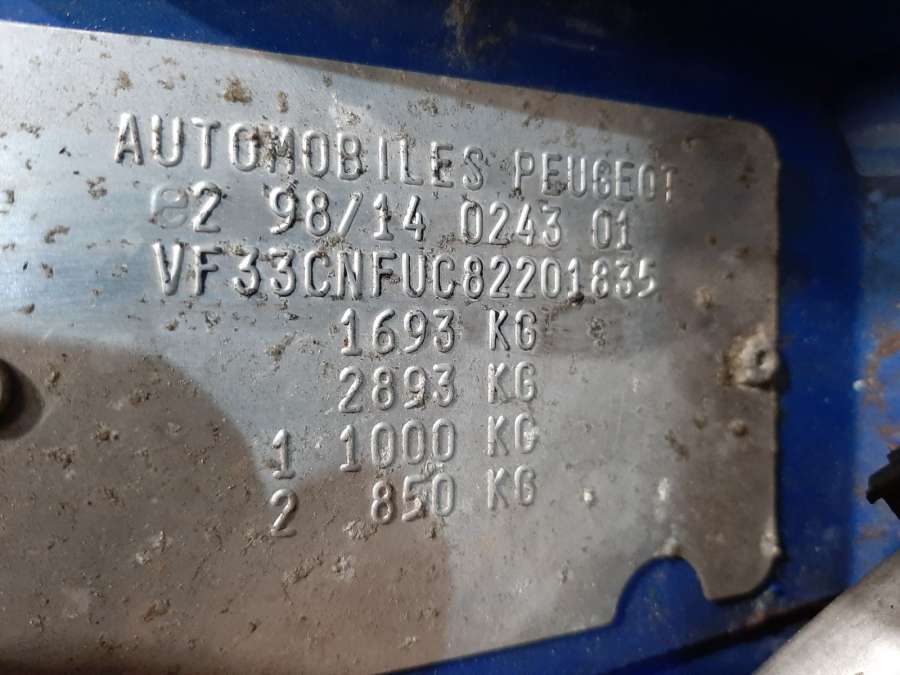 AUTOMOBILES PEUGEOT
e2 98/14 0243 01
VF33CNFUC82201835
1693 KG
2893 KG
1 1000 KG
2 850 KG